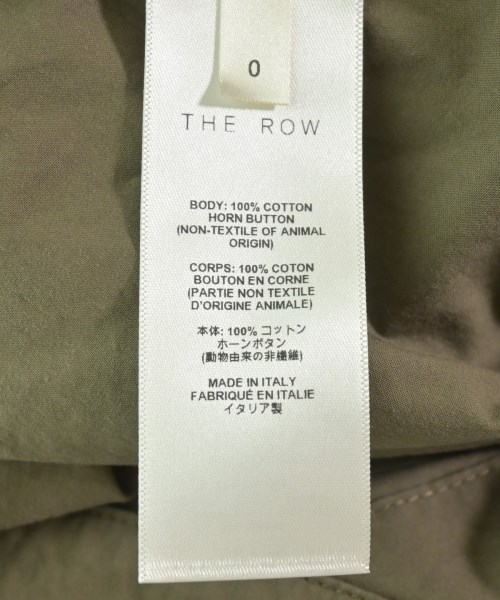 0
THE ROW
BODY: 100% COTTON
HORN BUTTON
(NON-TEXTILE OF ANIMAL
ORIGIN)
CORPS: 100% COTON
BOUTON EN CORNE
(PARTIE NON TEXTILE
D'ORIGINE ANIMALE)
本体: 100% コットン
ホーンボタン
(動物由来の非繊維)
MADE IN ITALY
FABRIQUÉ EN ITALIE
イタリア製